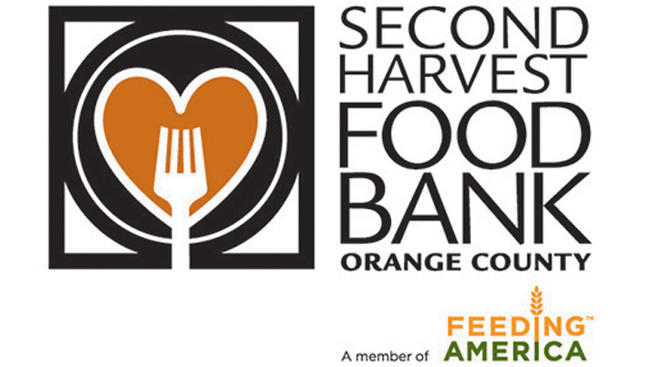 SECOND
HARVEST
FOOD
BANK
ORANGE COUNTY
FEEDING™
A member of AMERICA